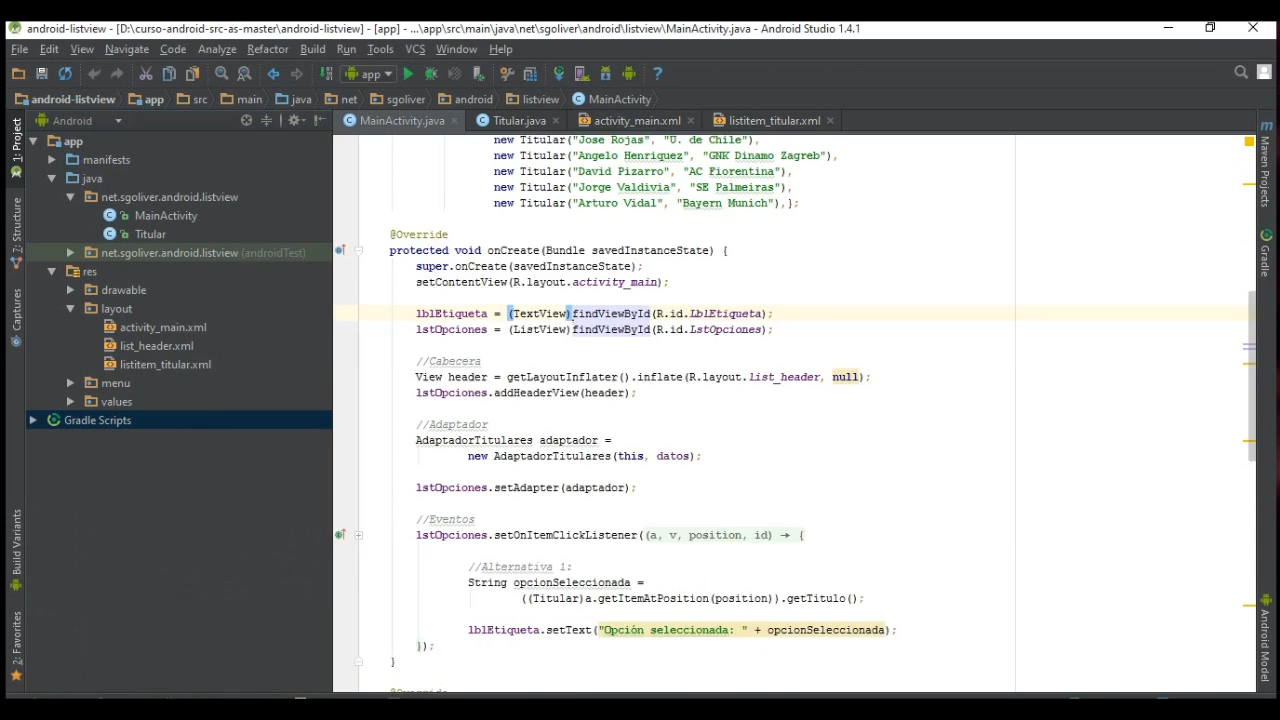 android-listview - [D:\curso-android-src-as-master\android-listview] - [app] - ...\app\src\main\java\net\sgoliver\android\listview\MainActivity.java - Android Studio 1.4.1
File Edit View Navigate Code Analyze Refactor Build Run Tools VCS Window Help
app
android-listview app src main java net sgoliver android listview MainActivity
Android
MainActivity.java Titular.java activity_main.xml listitem_titular.xml
1: Project
7: Structure
Captures
Build Variants
2: Favorites
app
manifests
java
net.sgoliver.android.listview
MainActivity
Titular
net.sgoliver.android.listview (androidTest)
res
drawable
layout
activity_main.xml
list_header.xml
listitem_titular.xml
menu
values
Gradle Scripts
new Titular("Jose Rojas", "U. de Chile"),
new Titular("Angelo Henriquez", "GNK Dinamo Zagreb"),
new Titular("David Pizarro", "AC Fiorentina"),
new Titular("Jorge Valdivia", "SE Palmeiras"),
new Titular("Arturo Vidal", "Bayern Munich"),};
@Override
protected void onCreate(Bundle savedInstanceState) {
super.onCreate(savedInstanceState);
setContentView(R.layout.activity_main);
lblEtiqueta = (TextView)findViewById(R.id.LblEtiqueta);
lstOpciones = (ListView)findViewById(R.id.LstOpciones);
//Cabecera
View header = getLayoutInflater().inflate(R.layout.list_header, null);
lstOpciones.addHeaderView(header);
//Adaptador
AdaptadorTitulares adaptador =
new AdaptadorTitulares(this, datos);
lstOpciones.setAdapter(adaptador);
//Eventos
lstOpciones.setOnItemClickListener((a, v, position, id) → {
//Alternativa 1:
String opcionSeleccionada =
((Titular)a.getItemAtPosition(position)).getTitulo();
lblEtiqueta.setText("Opción seleccionada: " + opcionSeleccionada);
});
}
@Override
Maven Projects
Gradle
Android Model